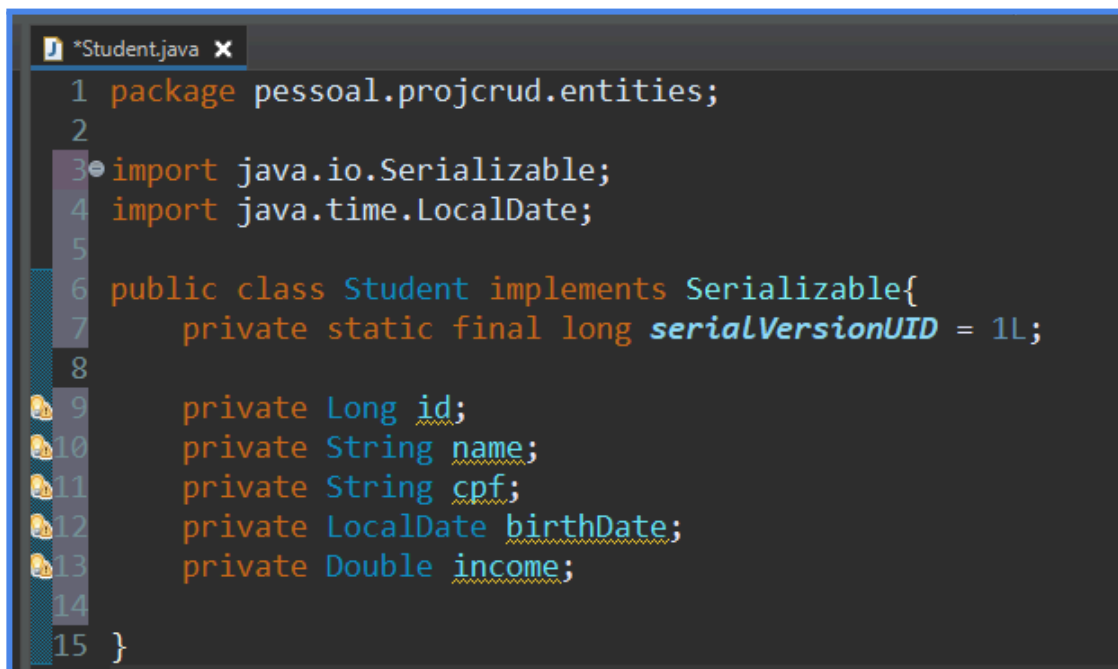 *Student.java
1 package pessoal.projcrud.entities;
2
3 import java.io.Serializable;
4 import java.time.LocalDate;
5
6 public class Student implements Serializable{
7     private static final long serialVersionUID = 1L;
8
9     private Long id;
10     private String name;
11     private String cpf;
12     private LocalDate birthDate;
13     private Double income;
14
15 }